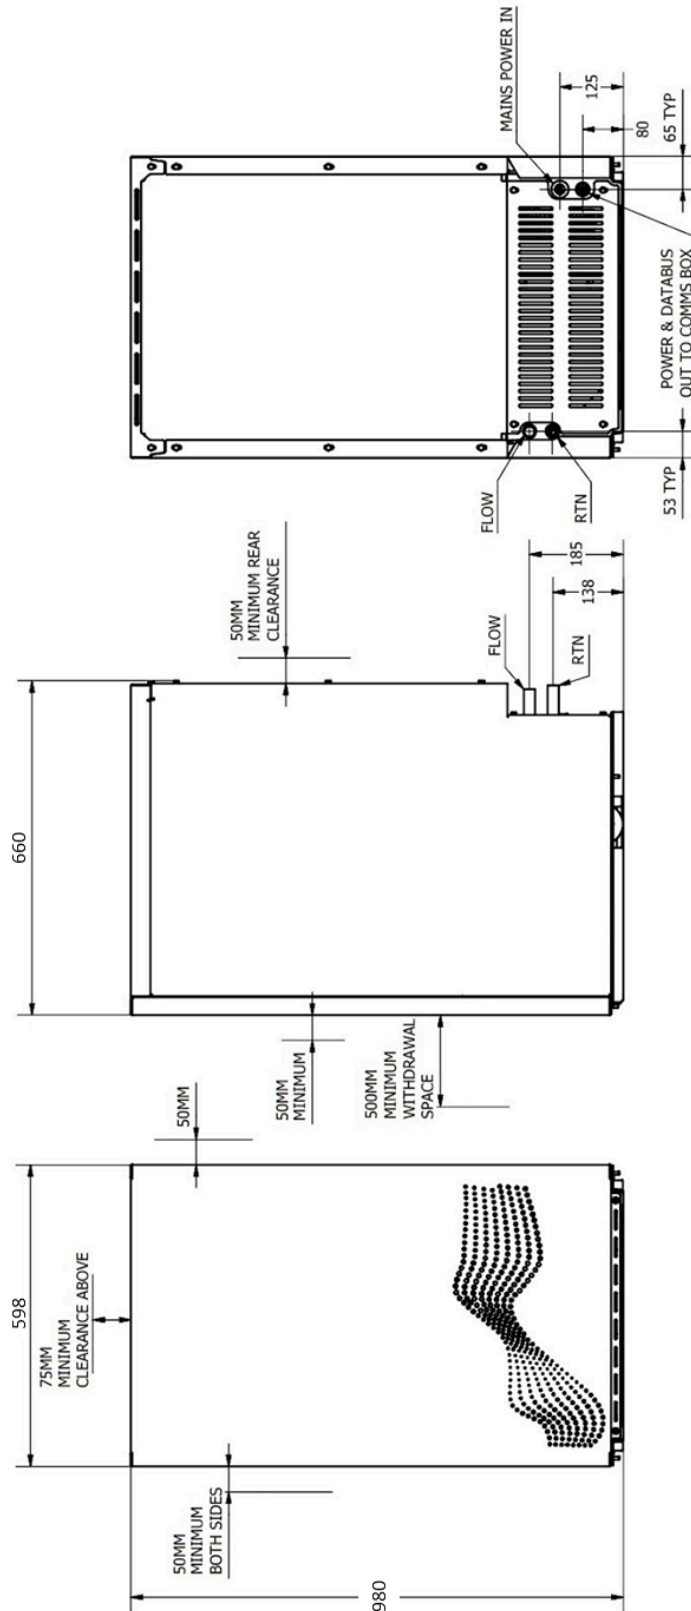 MAINS POWER IN
125
80
65 TYP
POWER & DATABUS
OUT TO COMMS BOX
53 TYP
FLOW
RTN
50MM
MINIMUM REAR
CLEARANCE
185
138
FLOW
RTN
660
50MM
MINIMUM
500MM
MINIMUM
WITHDRAWAL
SPACE
50MM
598
75MM
MINIMUM
CLEARANCE ABOVE
50MM
MINIMUM
BOTH SIDES
980